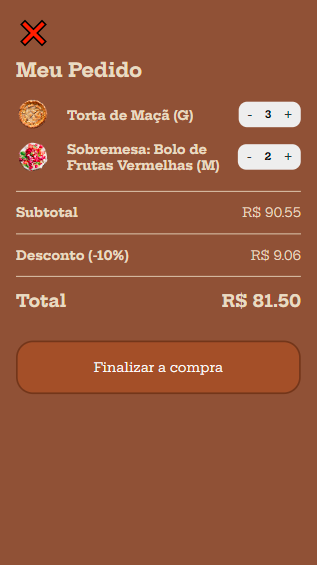 Meu Pedido
Torta de Maçã (G)
- 3 +
Sobremesa: Bolo de
Frutas Vermelhas (M)
- 2 +
Subtotal R$ 90.55
Desconto (-10%) R$ 9.06
Total R$ 81.50
Finalizar a compra